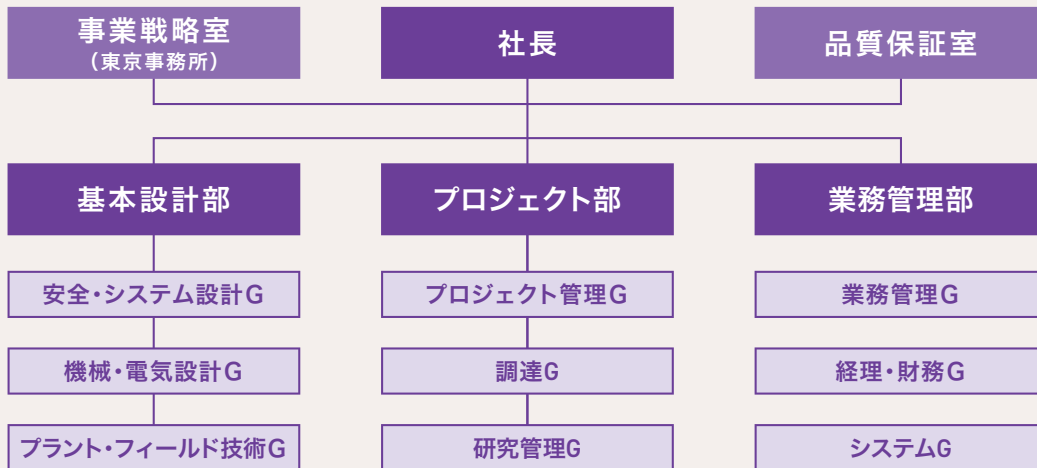 事業戦略室
（東京事務所）
社長
品質保証室
基本設計部
プロジェクト部
業務管理部
安全・システム設計G
プロジェクト管理G
業務管理G
機械・電気設計G
調達G
経理・財務G
プラント・フィールド技術G
研究管理G
システムG